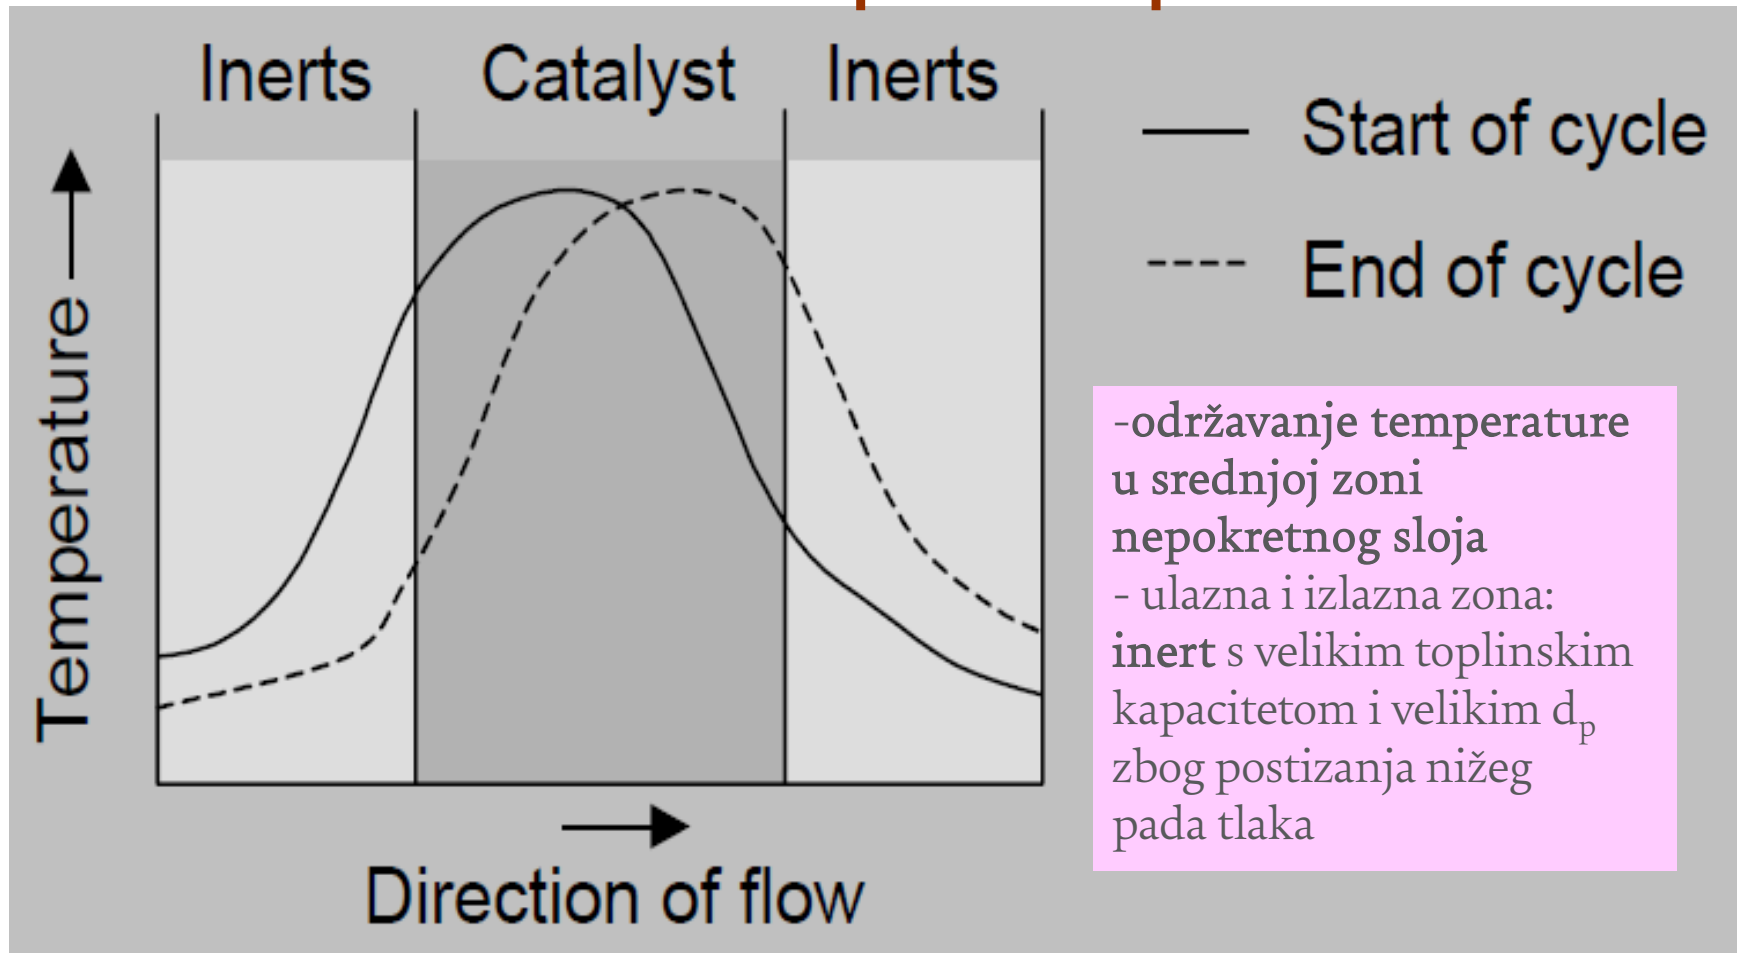 Inerts Catalyst Inerts
Start of cycle
End of cycle
Temperature
Direction of flow
-održavanje temperature
u srednjoj zoni
nepokretnog sloja
- ulazna i izlazna zona:
inert s velikim toplinskim
kapacitetom i velikim dp
zbog postizanja nižeg
pada tlaka